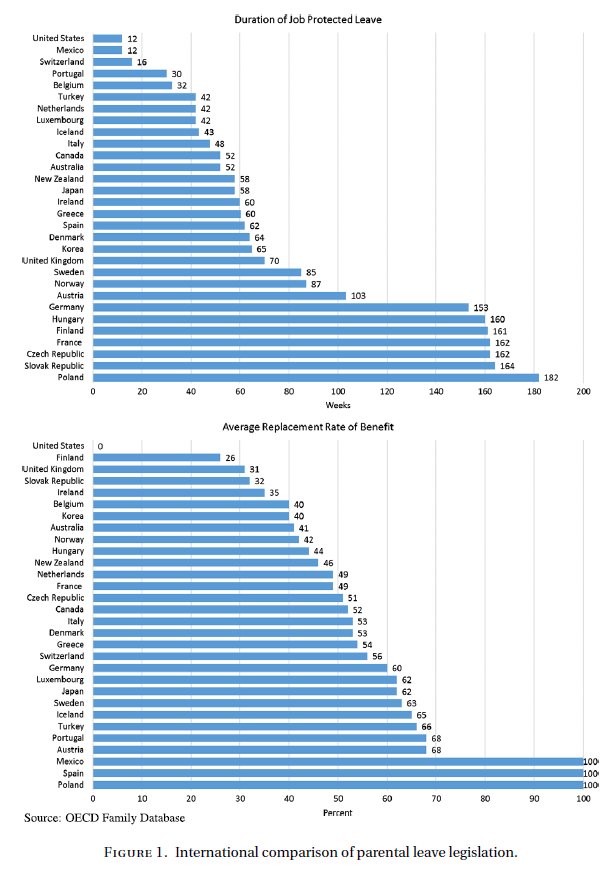 Duration of Job Protected Leave
United States 12
Mexico 12
Switzerland 16
Portugal 30
Belgium 32
Turkey 42
Netherlands 42
Luxembourg 42
Iceland 43
Italy 48
Canada 52
Australia 52
New Zealand 58
Japan 58
Ireland 60
Greece 60
Spain 62
Denmark 64
Korea 65
United Kingdom 70
Sweden 85
Norway 87
Austria 103
Germany 153
Hungary 160
Finland 161
France 162
Czech Republic 162
Slovak Republic 164
Poland 182
0 20 40 60 80 100 120 140 160 180 200
Weeks
Average Replacement Rate of Benefit
United States 0
Finland 26
United Kingdom 31
Slovak Republic 32
Ireland 35
Belgium 40
Korea 40
Australia 41
Norway 42
Hungary 44
New Zealand 46
Netherlands 49
France 49
Czech Republic 51
Canada 52
Italy 53
Denmark 53
Greece 54
Switzerland 56
Germany 60
Luxembourg 62
Japan 62
Sweden 63
Iceland 65
Turkey 66
Portugal 68
Austria 68
Mexico 100
Spain 100
Poland 100
0 10 20 30 40 50 60 70 80 90 100
Percent
Source: OECD Family Database
FIGURE 1. International comparison of parental leave legislation.